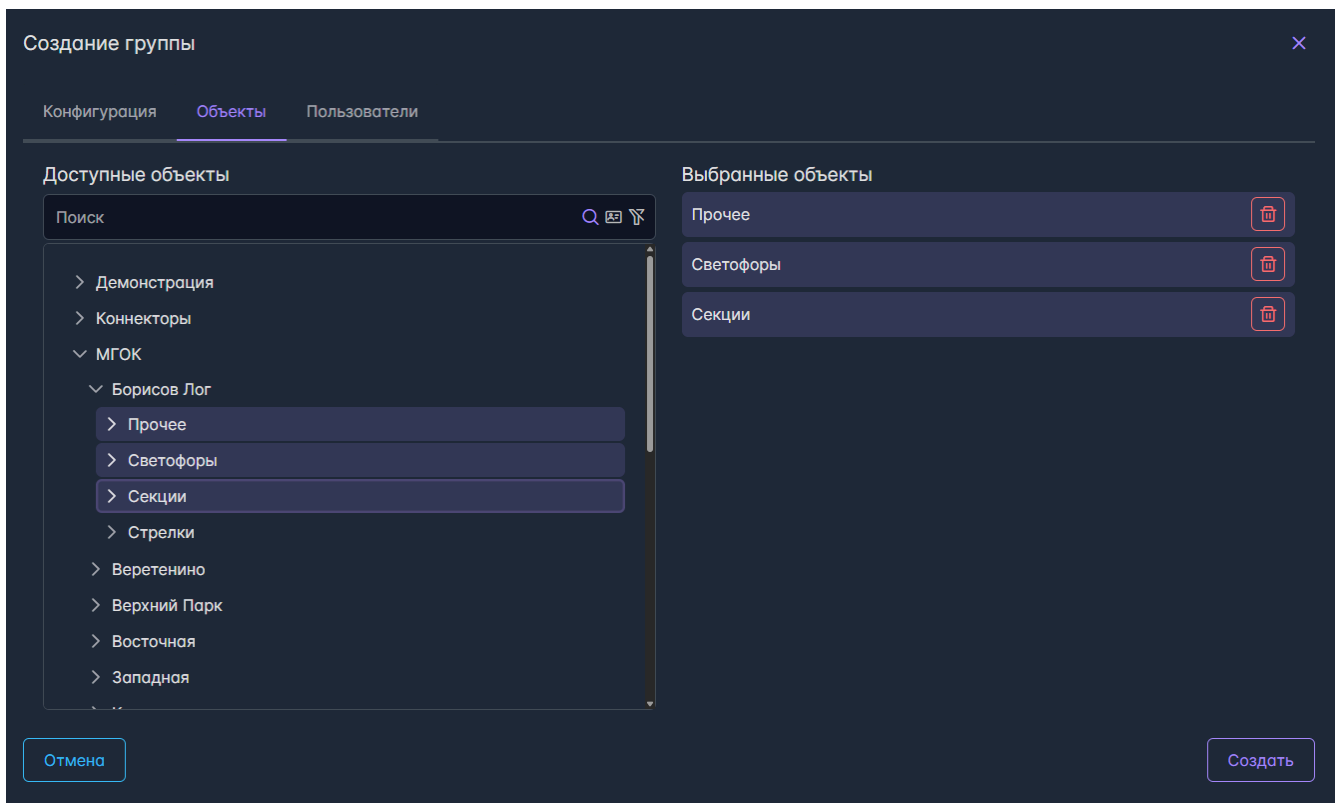 Создание группы
Конфигурация Объекты Пользователи
Доступные объекты
Поиск
Демонстрация
Коннекторы
МГОК
Борисов Лог
Прочее
Светофоры
Секции
Стрелки
Веретенино
Верхний Парк
Восточная
Западная
Выбранные объекты
Прочее
Светофоры
Секции
Отмена
Создать